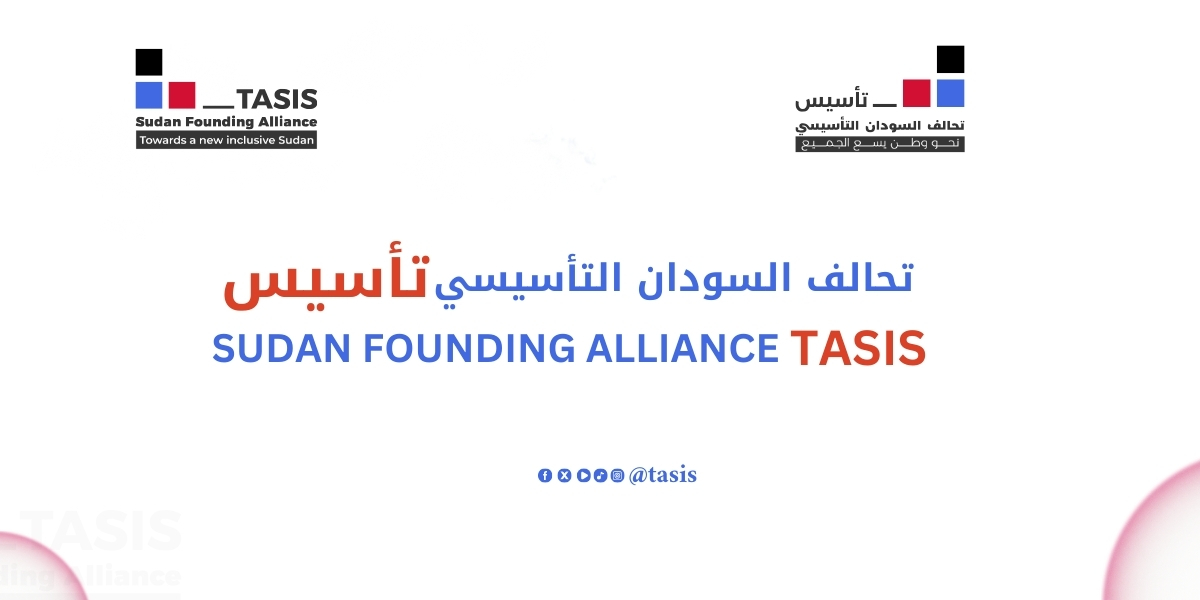 TASIS
Sudan Founding Alliance
Towards a new inclusive Sudan
تأسيس
تحالف السودان التأسيسي
نحو وطن يسع الجميع
تحالف السودان التأسيسي تأسيس
SUDAN FOUNDING ALLIANCE TASIS
@tasis
TASIS
ding Alliance